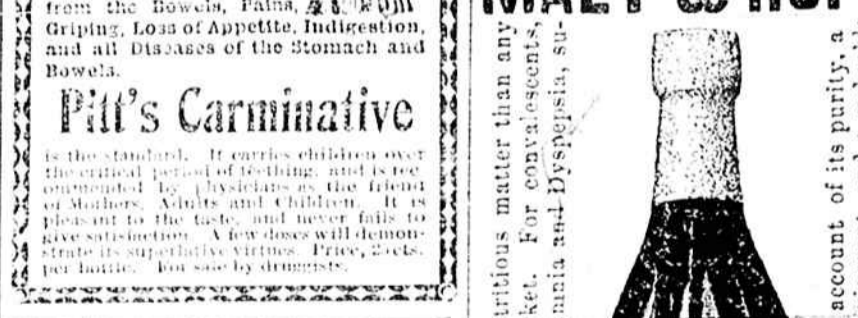 from the Bowels, Pains,
Griping, Loss of Appetite, Indigestion,
and all Diseases of the Stomach and
Bowels.
Pitt's Carminative
is the standard. It carries children over
the critical period of teething, and is rec
ommended by physicians as the friend
of Mothers, Adults and Children. It is
pleasant to the taste, and never fails to
give satisfaction. A few doses will demon-
strate its superlative virtues. Price, 25cts.
per bottle. For sale by druggists.
tritious matter than any
ket. For convalescents,
mnia and Dyspepsia, su-
account of its purity, a